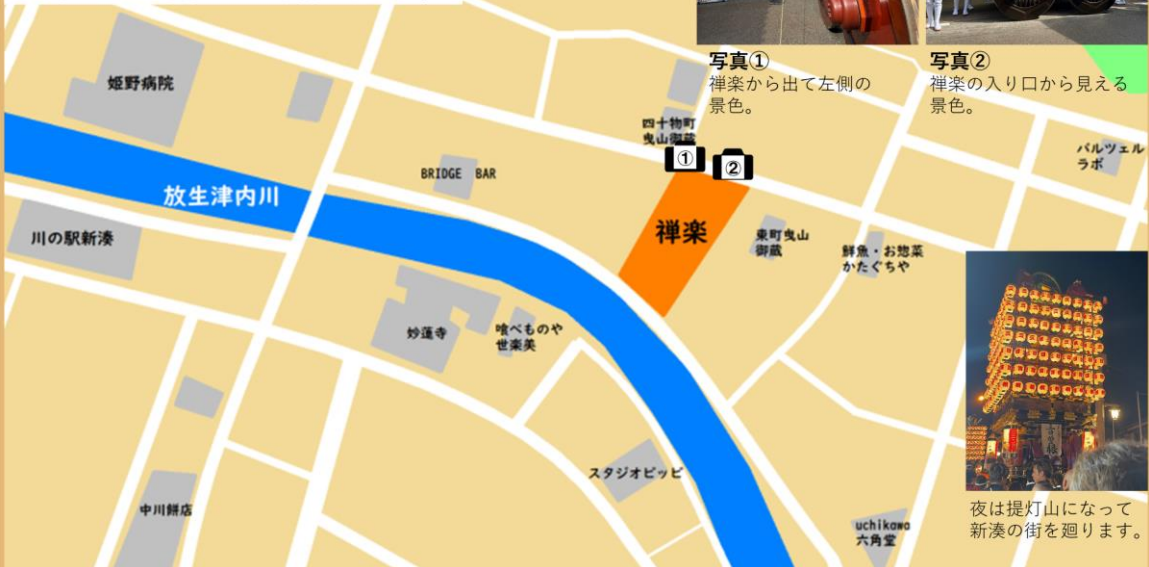 写真①
禅楽から出て左側の
景色。
写真②
禅楽の入り口から見える
景色。
姫野病院
四十物町
曳山御蔵
①
②
バルツェル
ラボ
BRIDGE BAR
放生津内川
川の駅新湊
禅楽
東町曳山
御蔵
鮮魚・お惣菜
かたぐちや
妙蓮寺
喰べものや
世楽美
スタジオピッピ
中川餅店
uchikawa
六角堂
夜は提灯山になって
新湊の街を廻ります。